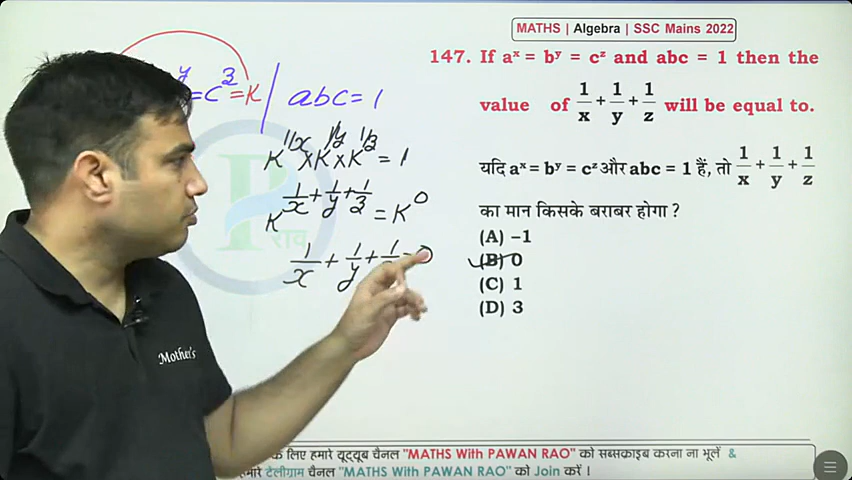 MATHS | Algebra | SSC Mains 2022
147. If aˣ = bʸ = cᶻ and abc = 1 then the
value of 1/x + 1/y + 1/z will be equal to.
यदि aˣ = bʸ = cᶻ और abc = 1 हैं, तो 1/x + 1/y + 1/z
का मान किसके बराबर होगा ?
(A) –1
(B) 0
(C) 1
(D) 3
y = c³ = K
abc = 1
K^1/x × K^1/y × K^1/3 = 1
K^1/x + 1/y + 1/3 = K⁰
1/x + 1/y + 1/
राव
Mother's
के लिए हमारे यूट्यूब चैनल "MATHS With PAWAN RAO" को सब्सक्राइब करना ना भूलें &
हमारे टेलीग्राम चैनल "MATHS With PAWAN RAO" को Join करें ।